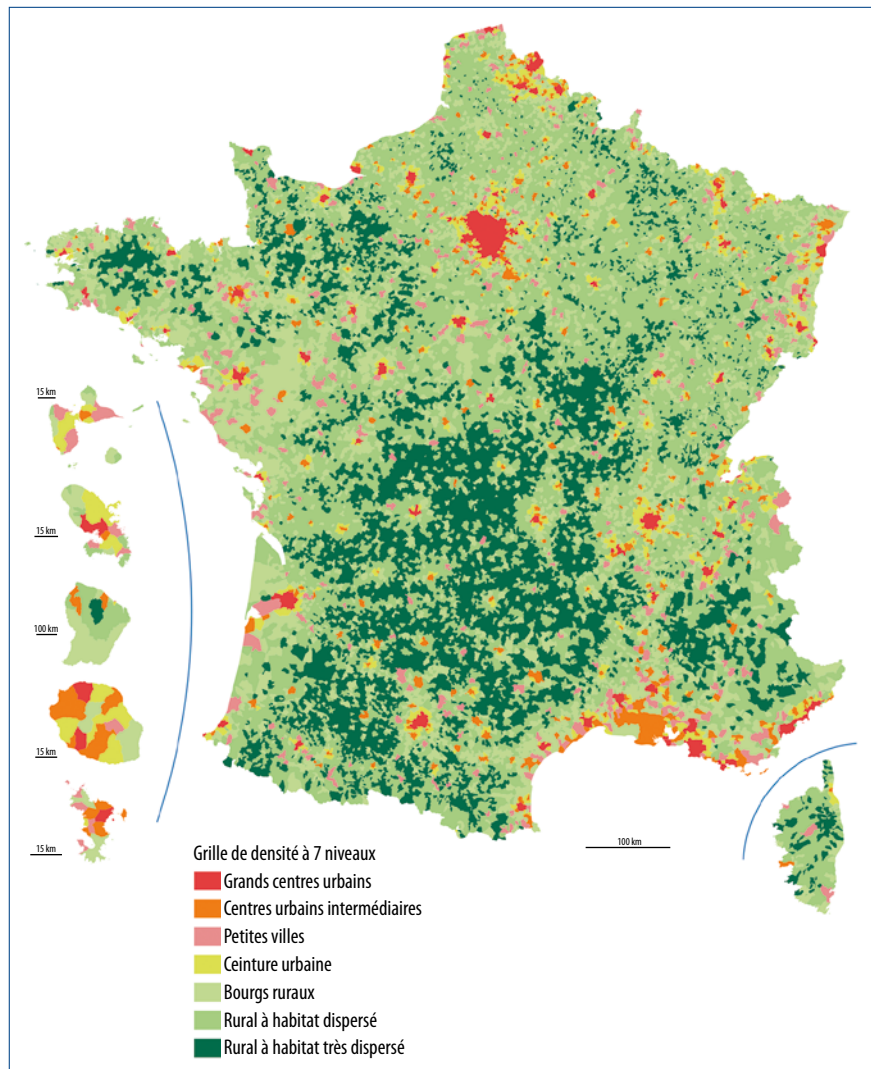 15 km
15 km
100 km
15 km
15 km
100 km
Grille de densité à 7 niveaux
Grands centres urbains
Centres urbains intermédiaires
Petites villes
Ceinture urbaine
Bourgs ruraux
Rural à habitat dispersé
Rural à habitat très dispersé